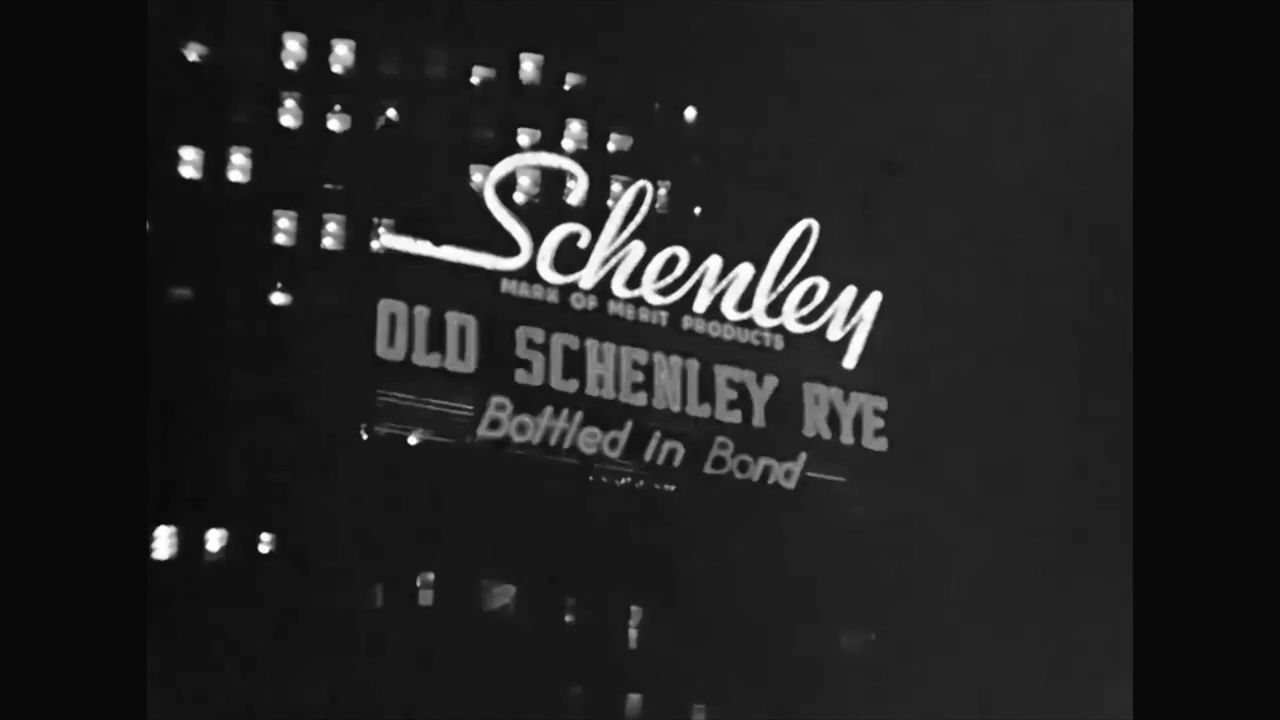 Schenley
MARK OF MERIT PRODUCTS
OLD SCHENLEY RYE
Bottled in Bond